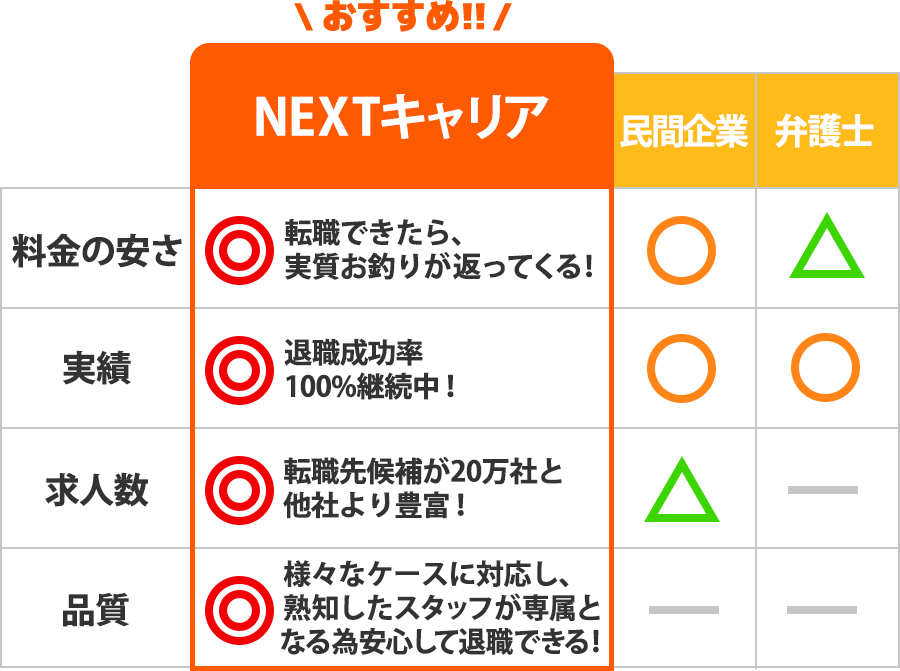 \ おすすめ!! /
NEXTキャリア
民間企業
弁護士
料金の安さ
転職できたら、
実質お釣りが返ってくる!
実績
退職成功率
100%継続中!
求人数
転職先候補が20万社と
他社より豊富!
品質
様々なケースに対応し、
熟知したスタッフが専属と
なる為安心して退職できる!